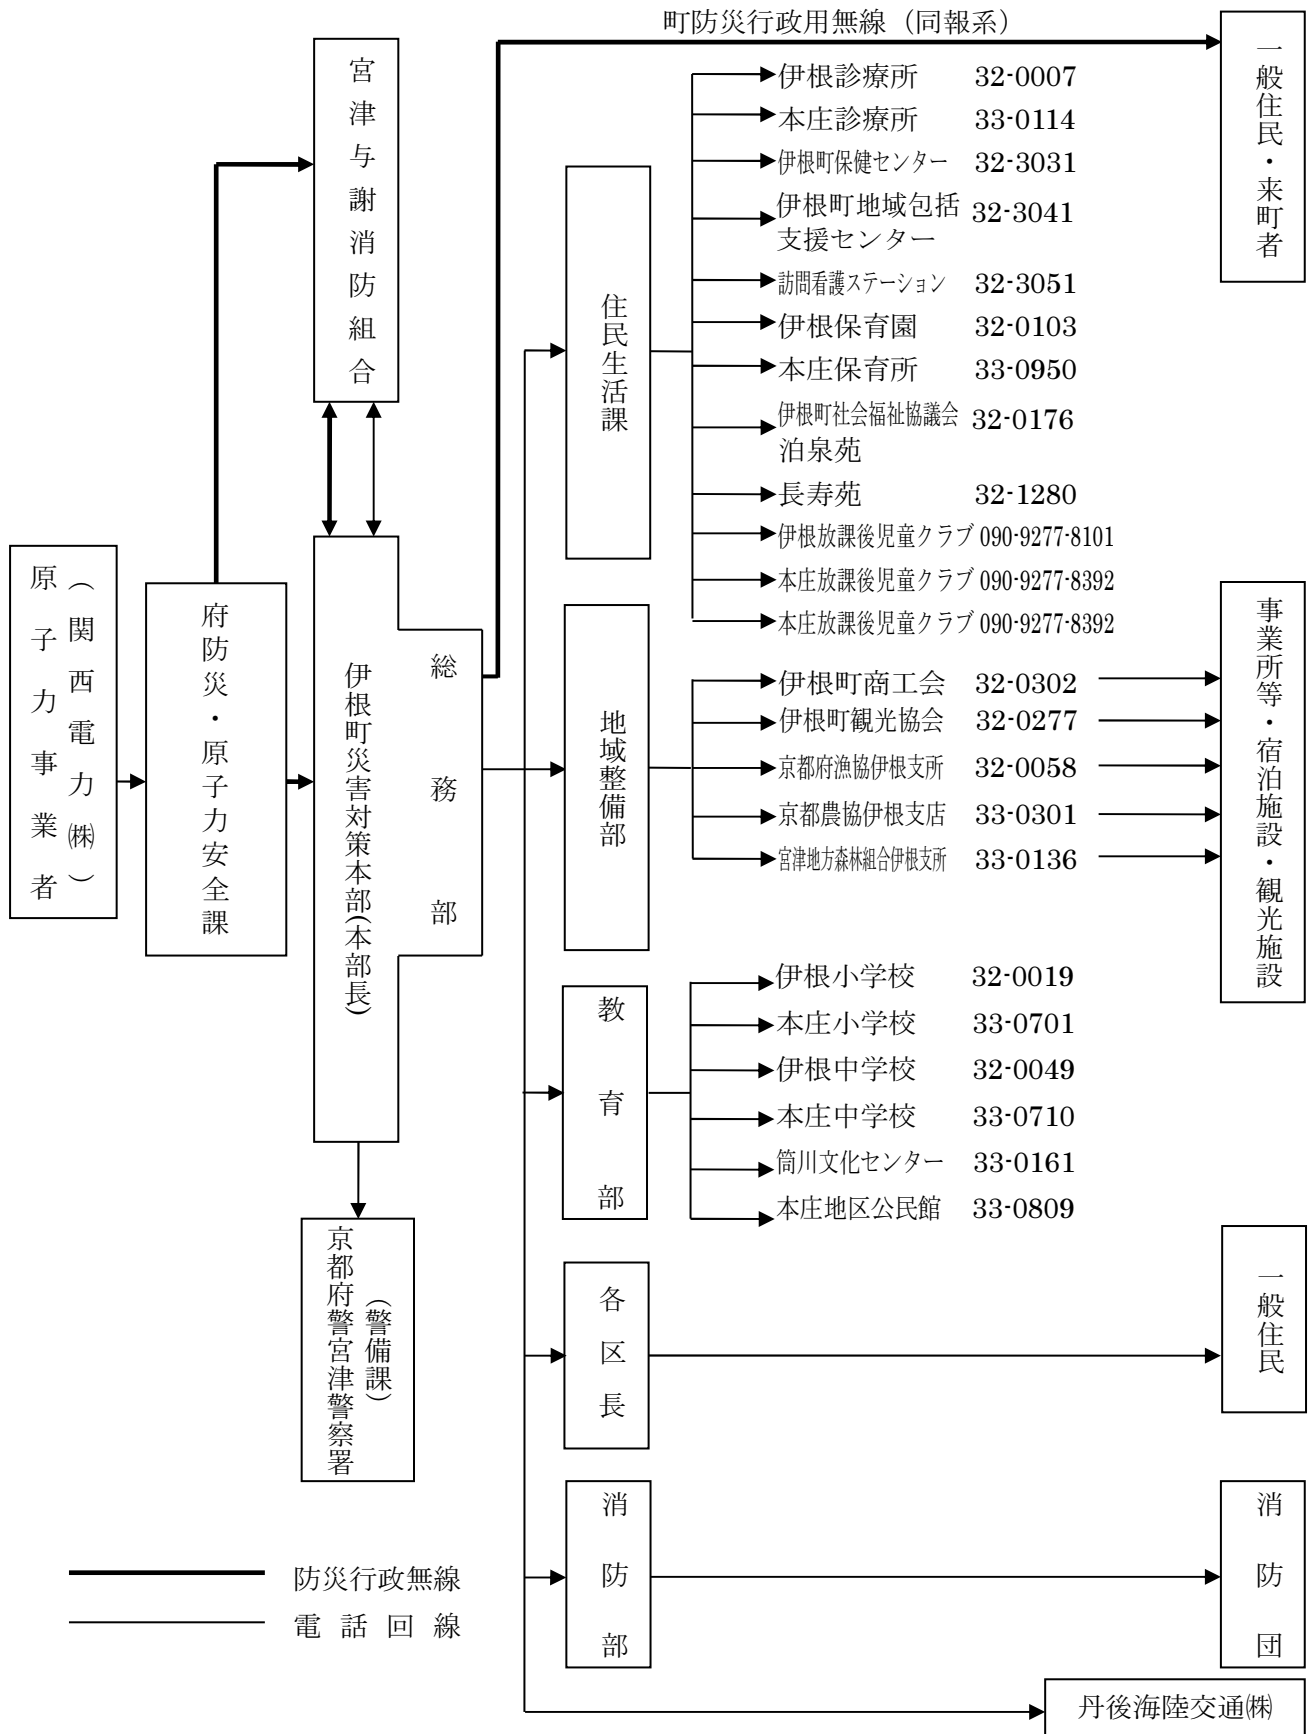 町防災行政用無線（同報系）
原子力事業者
（関西電力㈱）
府防災・原子力安全課
宮津与謝消防組合
伊根町災害対策本部(本部長)
総務部
京都府警宮津警察署
（警備課）
住民生活課
伊根診療所 32-0007
本庄診療所 33-0114
伊根町保健センター 32-3031
伊根町地域包括 32-3041
支援センター
訪問看護ステーション 32-3051
伊根保育園 32-0103
本庄保育所 33-0950
伊根町社会福祉協議会 32-0176
泊泉苑
長寿苑 32-1280
伊根放課後児童クラブ 090-9277-8101
本庄放課後児童クラブ 090-9277-8392
本庄放課後児童クラブ 090-9277-8392
地域整備部
伊根町商工会 32-0302
伊根町観光協会 32-0277
京都府漁協伊根支所 32-0058
京都農協伊根支店 33-0301
宮津地方森林組合伊根支所 33-0136
教育部
伊根小学校 32-0019
本庄小学校 33-0701
伊根中学校 32-0049
本庄中学校 33-0710
筒川文化センター 33-0161
本庄地区公民館 33-0809
各区長
消防部
一般住民・来町者
事業所等・宿泊施設・観光施設
一般住民
消防団
丹後海陸交通㈱
防災行政無線
電話回線